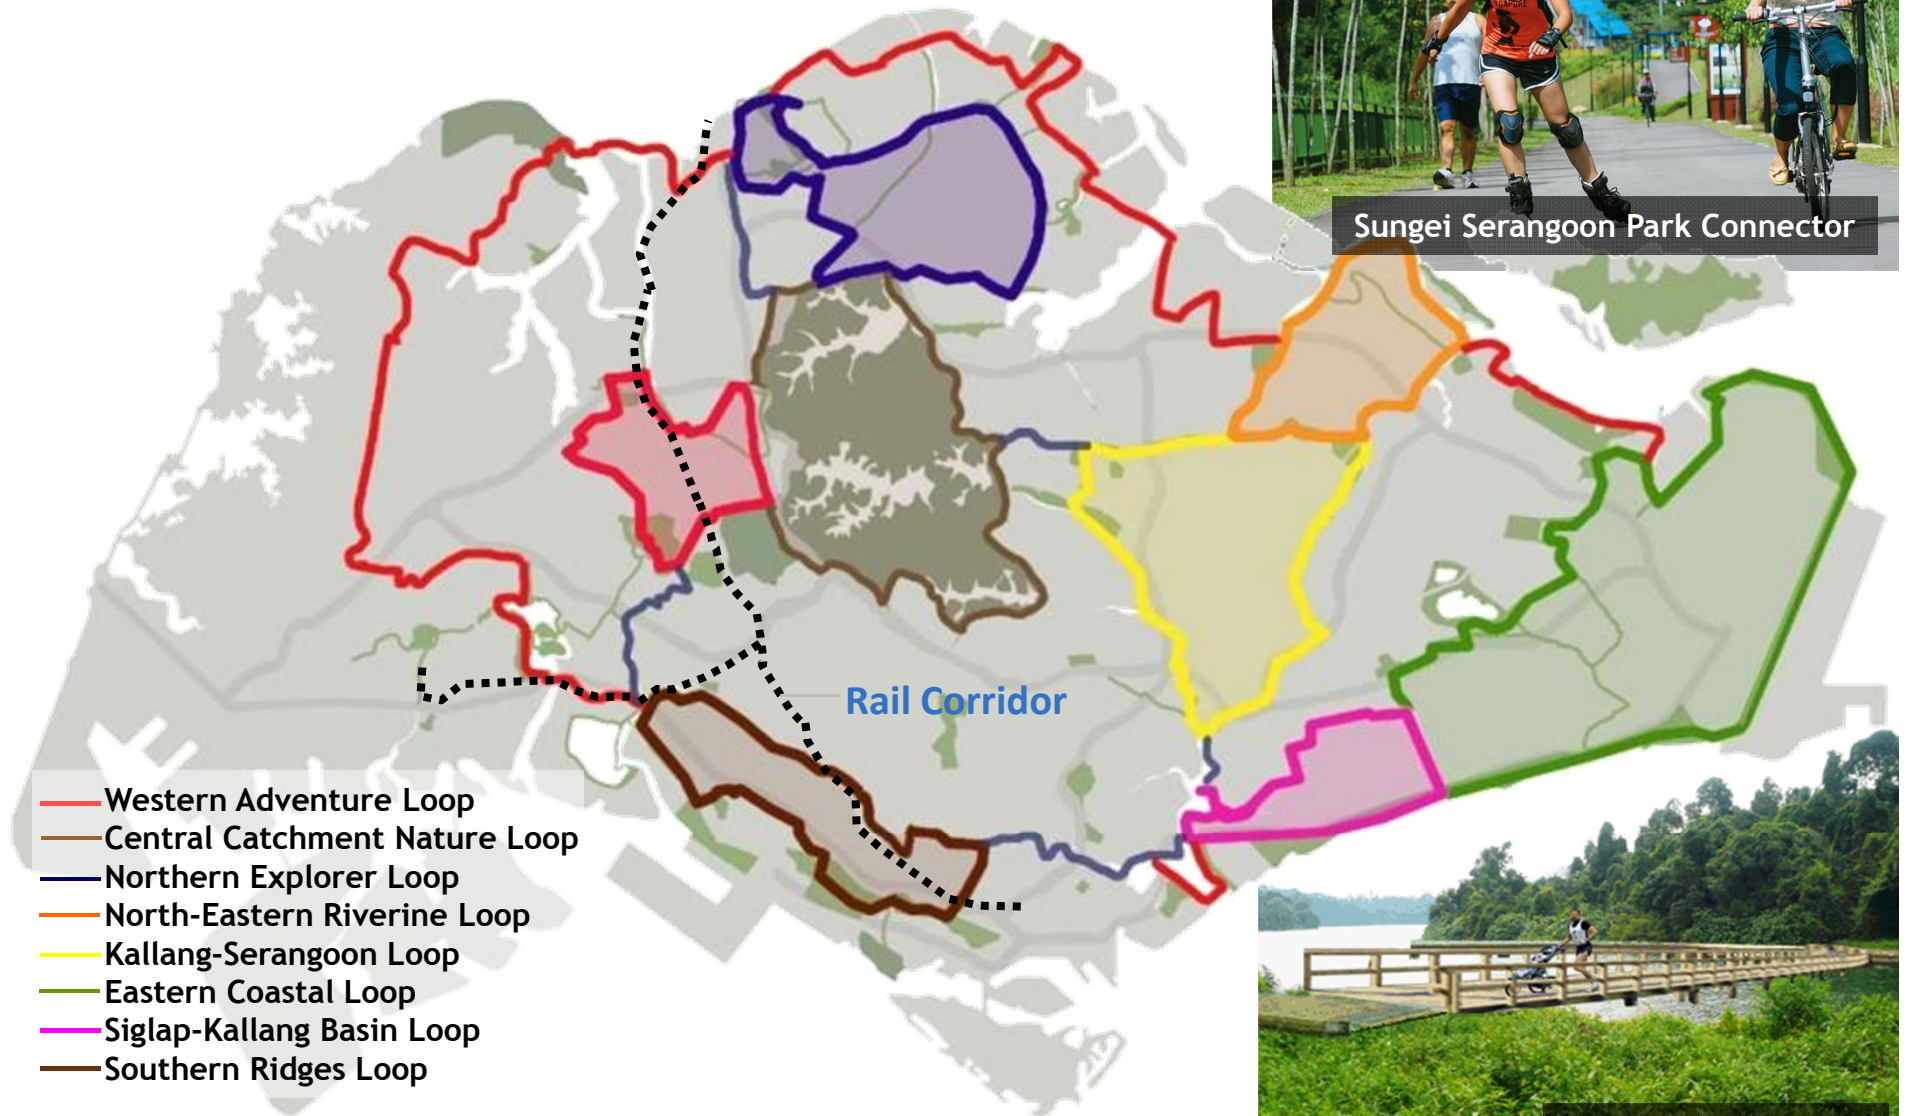 Sungei Serangoon Park Connector
Rail Corridor
Western Adventure Loop
Central Catchment Nature Loop
Northern Explorer Loop
North-Eastern Riverine Loop
Kallang-Serangoon Loop
Eastern Coastal Loop
Siglap-Kallang Basin Loop
Southern Ridges Loop